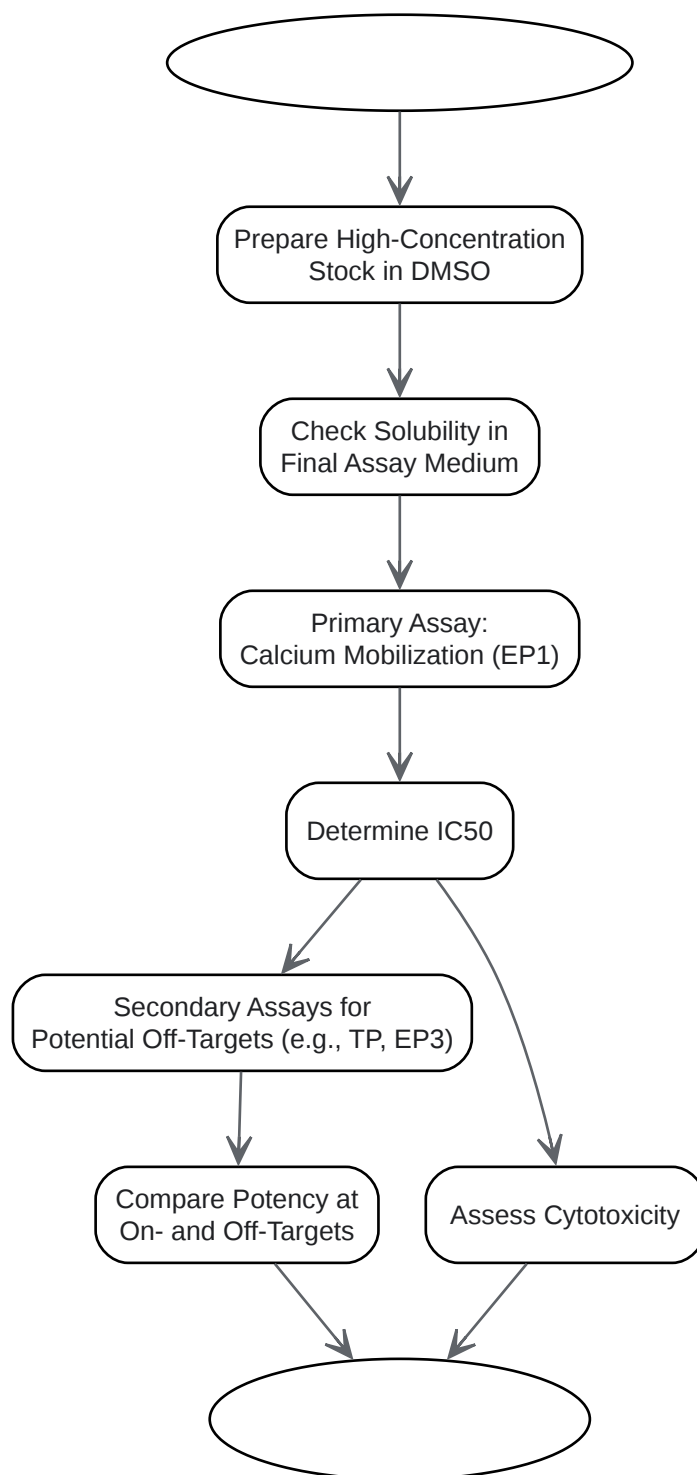 Prepare High-Concentration
Stock in DMSO
Check Solubility in
Final Assay Medium
Primary Assay:
Calcium Mobilization (EP1)
Determine IC50
Secondary Assays for
Potential Off-Targets (e.g., TP, EP3)
Compare Potency at
On- and Off-Targets
Assess Cytotoxicity